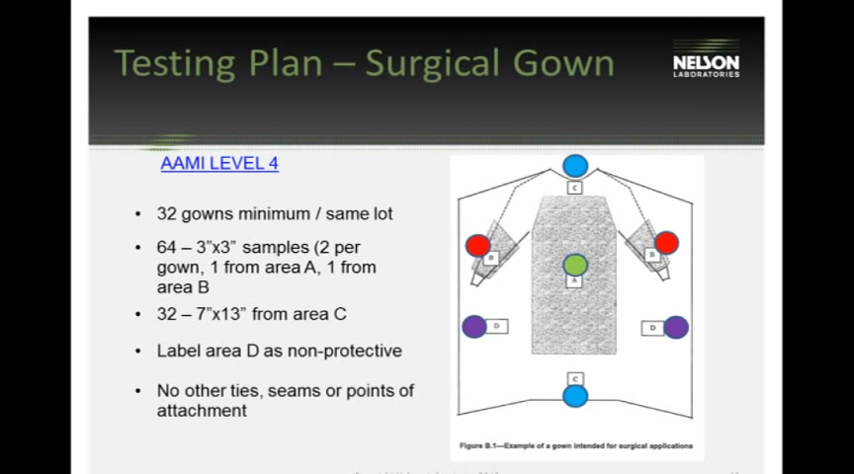 Testing Plan – Surgical Gown
NELSON
LABORATORIES
AAMI LEVEL 4
• 32 gowns minimum / same lot
• 64 – 3"x3" samples (2 per
gown, 1 from area A, 1 from
area B
• 32 – 7"x13" from area C
• Label area D as non-protective
• No other ties, seams or points of
attachment
C
B
B
A
D
D
C
Figure B.1—Example of a gown intended for surgical applications